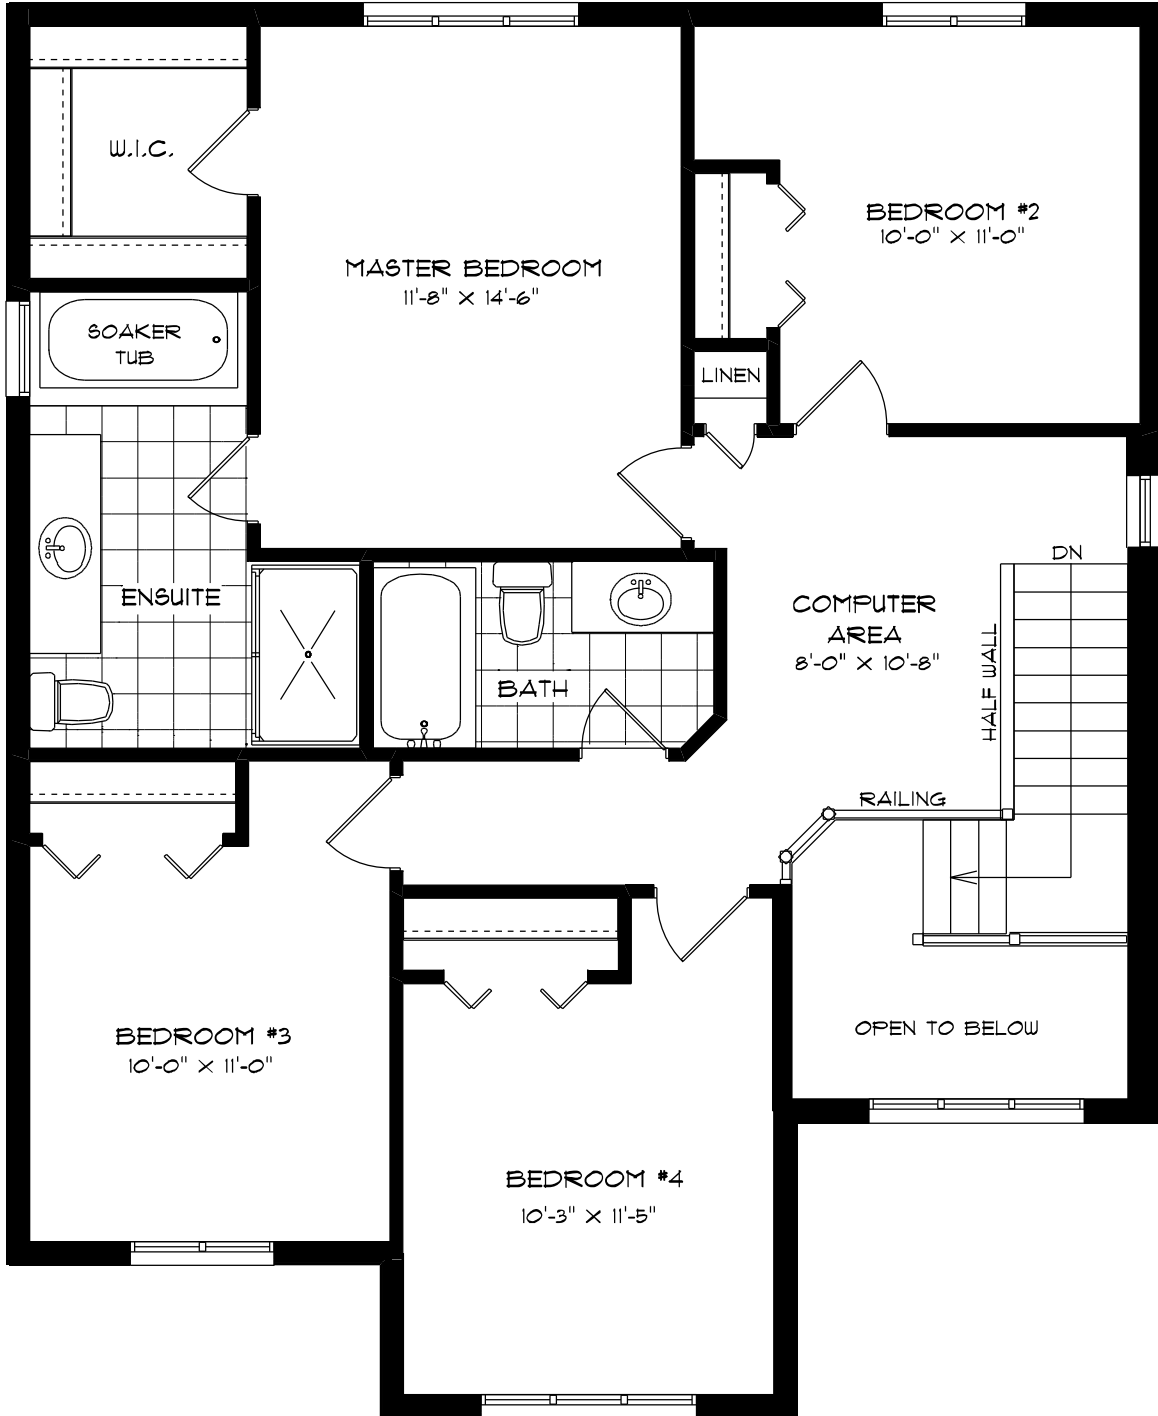 W.I.C.
MASTER BEDROOM
11'-8" X 14'-6"
BEDROOM #2
10'-0" X 11'-0"
SOAKER
TUB
LINEN
ENSUITE
BATH
COMPUTER
AREA
8'-0" X 10'-8"
DN
HALF WALL
RAILING
BEDROOM #3
10'-0" X 11'-0"
OPEN TO BELOW
BEDROOM #4
10'-3" X 11'-5"